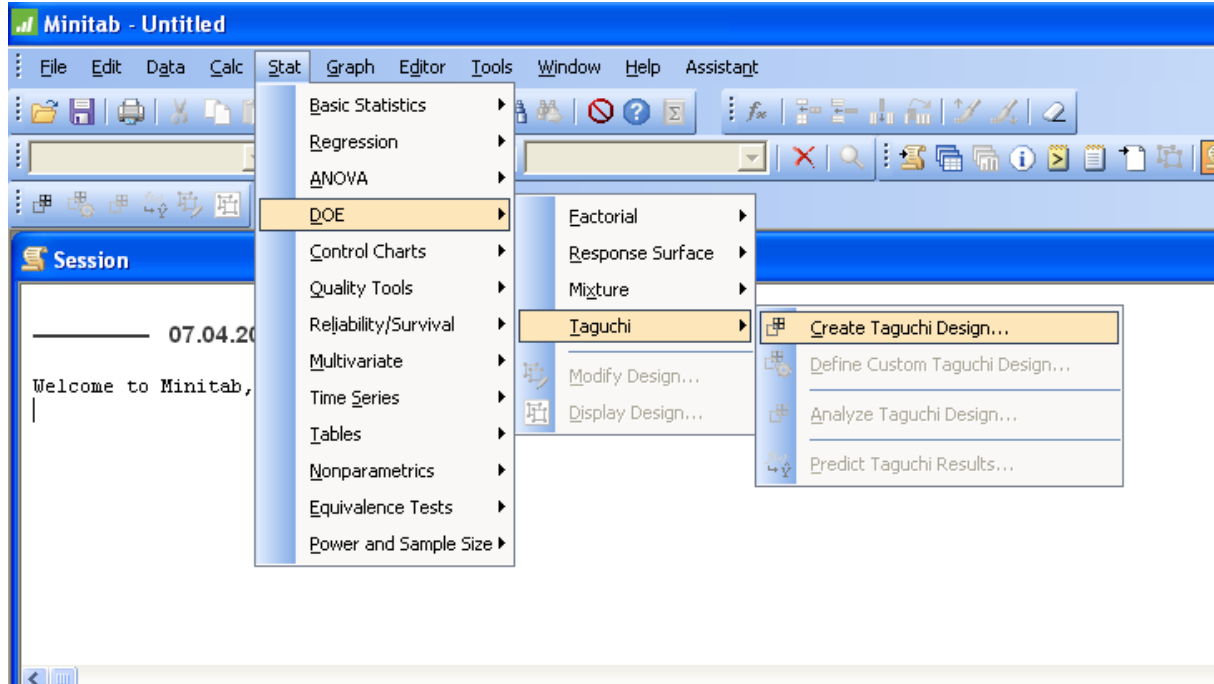 Minitab - Untitled
File Edit Data Calc Stat Graph Editor Tools Window Help Assistant
Basic Statistics
Regression
ANOVA
DOE
Control Charts
Quality Tools
Reliability/Survival
Multivariate
Time Series
Tables
Nonparametrics
Equivalence Tests
Power and Sample Size
Factorial
Response Surface
Mixture
Taguchi
Modify Design...
Display Design...
Create Taguchi Design...
Define Custom Taguchi Design...
Analyze Taguchi Design...
Predict Taguchi Results...
Session
07.04.20
Welcome to Minitab,